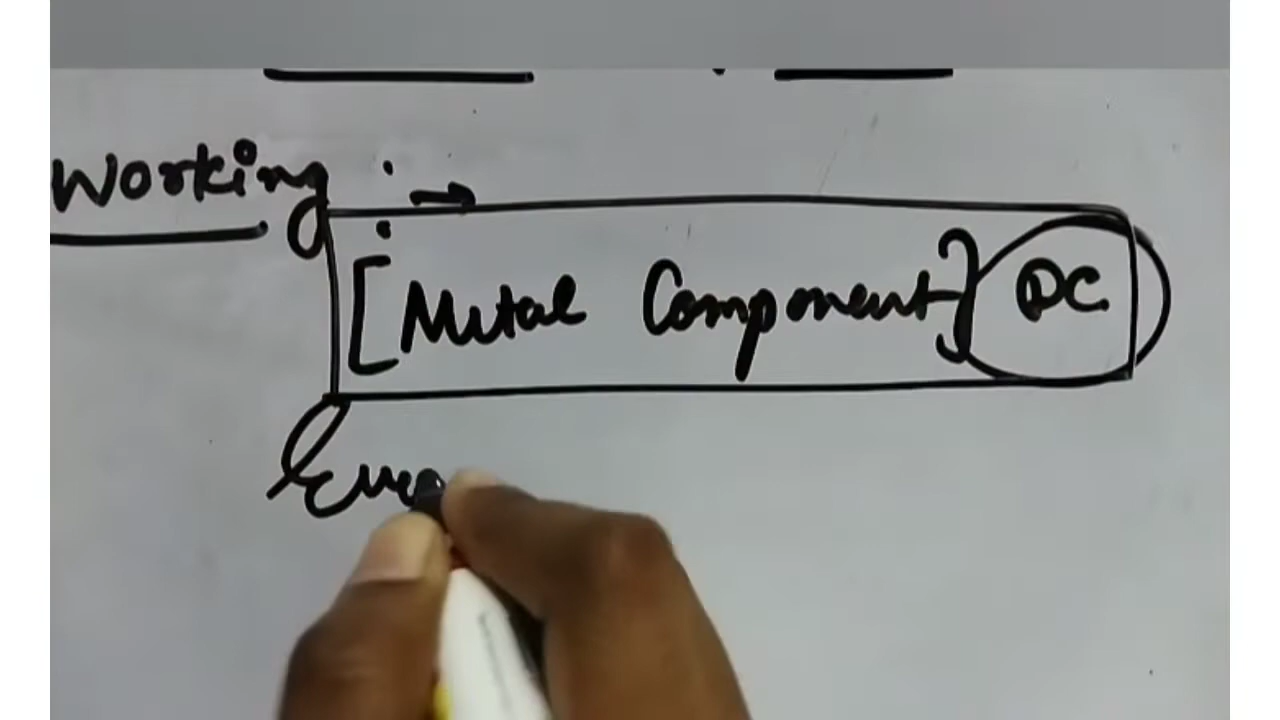 Working :
→
[Metal Component] DC